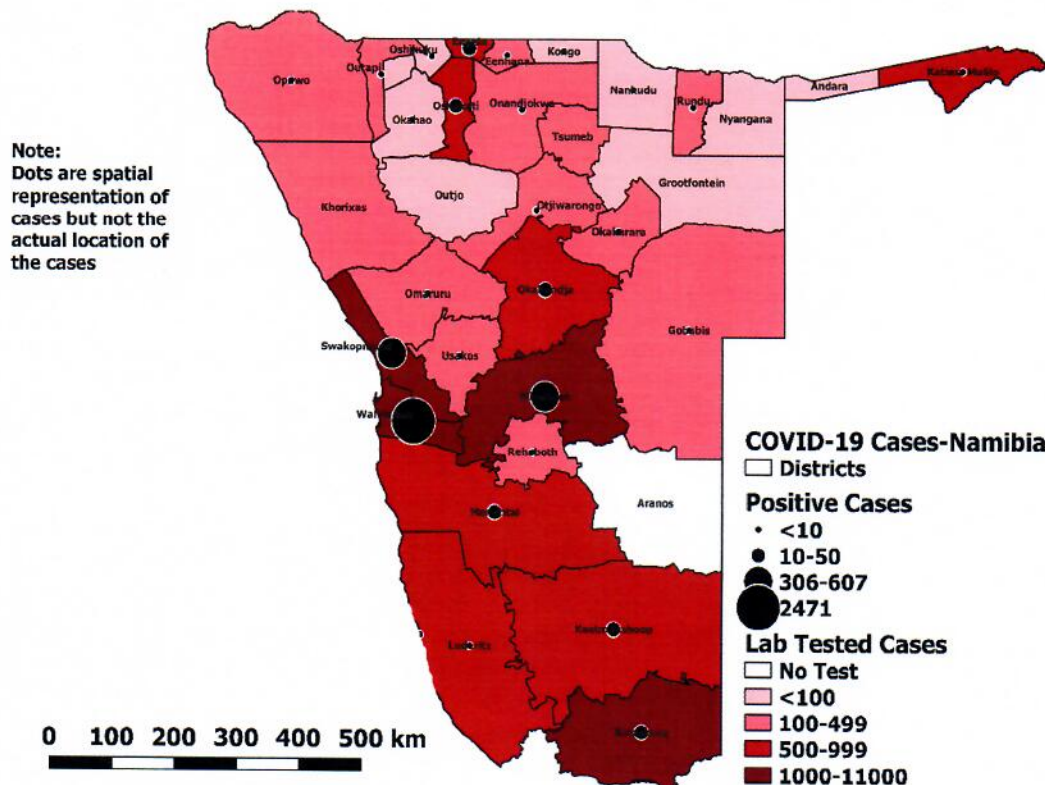 Oshikuku
Eenhana
Kongo
Opuwo
Outapi
Andara
Nankudu
Okahao
Onandjokwe
Rundu
Nyangana
Tsumeb
Note:
Dots are spatial
representation of
cases but not the
actual location of
the cases
Grootfontein
Outjo
Khorixas
Otjiwarongo
Okakarara
Omaruru
Gobabis
Usakos
Rehoboth
Aranos
Luderitz
COVID-19 Cases-Namibia
Districts
Positive Cases
<10
10-50
306-607
2471
Lab Tested Cases
No Test
<100
100-499
500-999
1000-11000
0 100 200 300 400 500 km